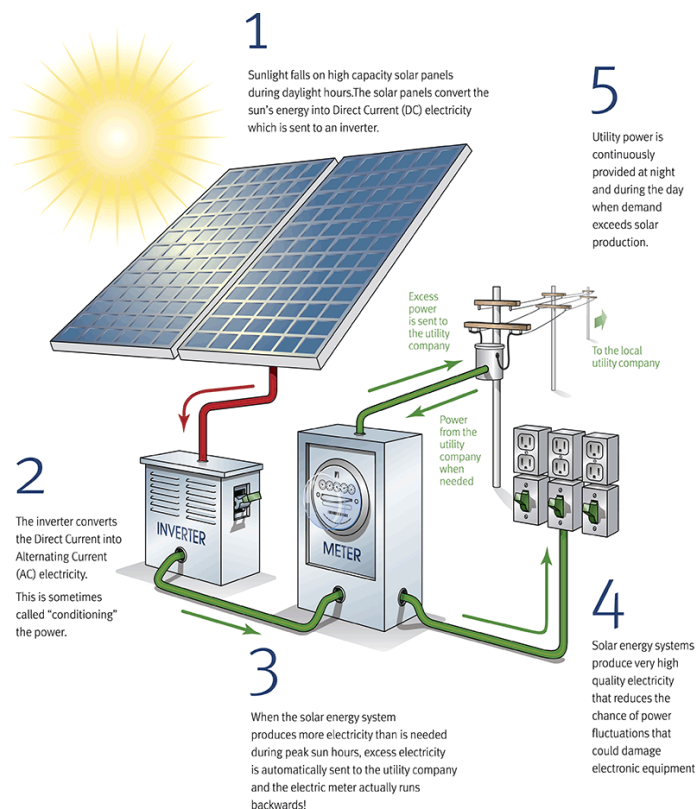 1
Sunlight falls on high capacity solar panels
during daylight hours.The solar panels convert the
sun's energy into Direct Current (DC) electricity
which is sent to an inverter.
5
Utility power is
continuously
provided at night
and during the day
when demand
exceeds solar
production.
Excess
power
is sent to
the utility
company
To the local
utility company
Power
from the
utility
company
when
needed
2
The inverter converts
the Direct Current into
Alternating Current
(AC) electricity.
This is sometimes
called “conditioning”
the power.
INVERTER
METER
3
When the solar energy system
produces more electricity than is needed
during peak sun hours, excess electricity
is automatically sent to the utility company
and the electric meter actually runs
backwards!
4
Solar energy systems
produce very high
quality electricity
that reduces the
chance of power
fluctuations that
could damage
electronic equipment